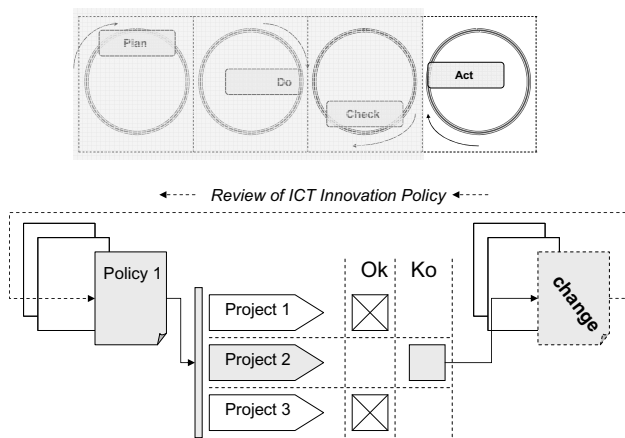 Plan
Do
Check
Act
Review of ICT Innovation Policy
Ok
Ko
Policy 1
change
Project 1
Project 2
Project 3